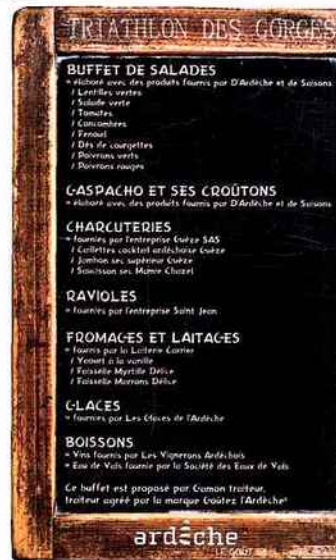 TRIATHLON DES GORGES
BUFFET DE SALADES
= élaboré avec des produits fournis par D'Ardèche et de Saisons
/ Lentilles vertes
/ Salade verte
/ Tomates
/ Concombres
/ Fenouil
/ Dés de courgettes
/ Poivrons verts
/ Poivrons rouges
GASPACHO ET SES CROÛTONS
= élaboré avec des produits fournis par D'Ardèche et de Saisons
CHARCUTERIES
= fournies par l'entreprise Guèze SAS
/ Caillettes cocktail ardéchoise Guèze
/ Jambon sec supérieur Guèze
/ Saucisson sec Mamie Chazel
RAVIOLES
= fournies par l'entreprise Saint Jean
FROMAGES ET LAITAGES
= fournis par la Laiterie Carrier
/ Yaourt à la vanille
/ Faisselle Myrtille Délice
/ Faisselle Marrons Délice
GLACES
= fournies par Les Glaces de l'Ardèche
BOISSONS
= Vins fournis par Les Vignerons Ardéchois
= Eau de Vals fournie par la Société des Eaux de Vals
Ce buffet est proposé par Gamon traiteur,
traiteur agréé par la marque Goûtez l'Ardèche®
ardèche
LE GOÛT